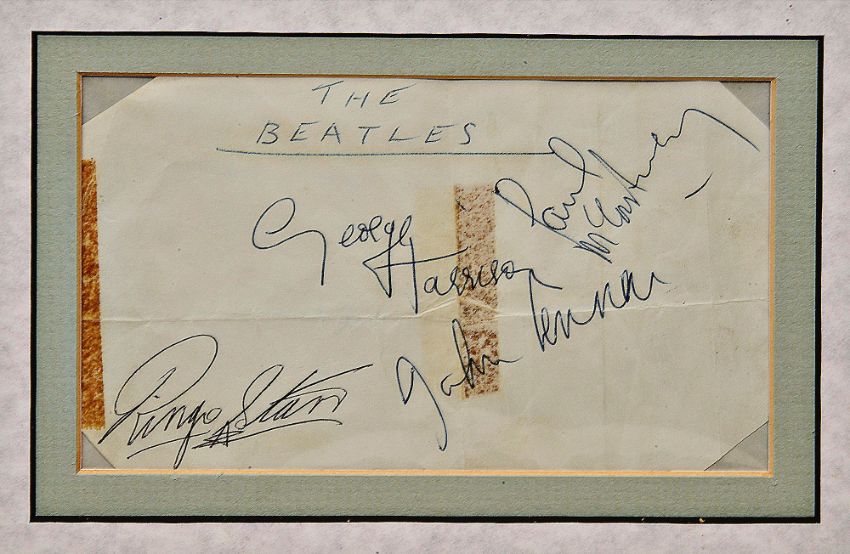 THE
BEATLES
Paul
McCartney
George
Harrison
John Lennon
Ringo Starr